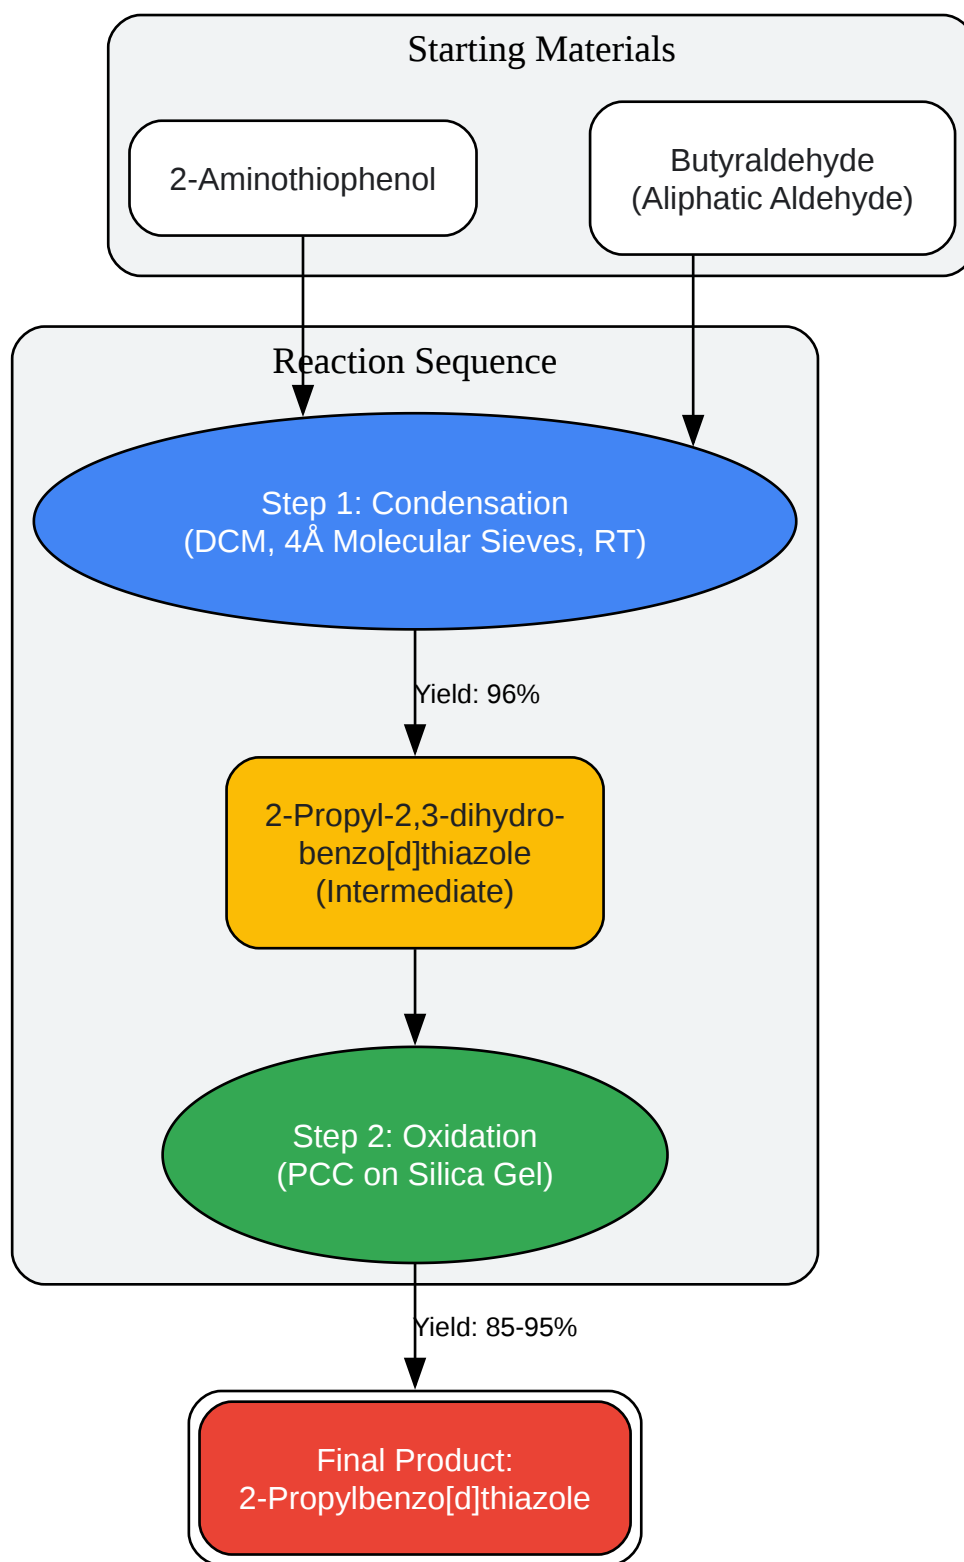 Starting Materials
2-Aminothiophenol
Butyraldehyde
(Aliphatic Aldehyde)
Reaction Sequence
Step 1: Condensation
(DCM, 4Å Molecular Sieves, RT)
Yield: 96%
2-Propyl-2,3-dihydro-
benzo[d]thiazole
(Intermediate)
Step 2: Oxidation
(PCC on Silica Gel)
Yield: 85-95%
Final Product:
2-Propylbenzo[d]thiazole